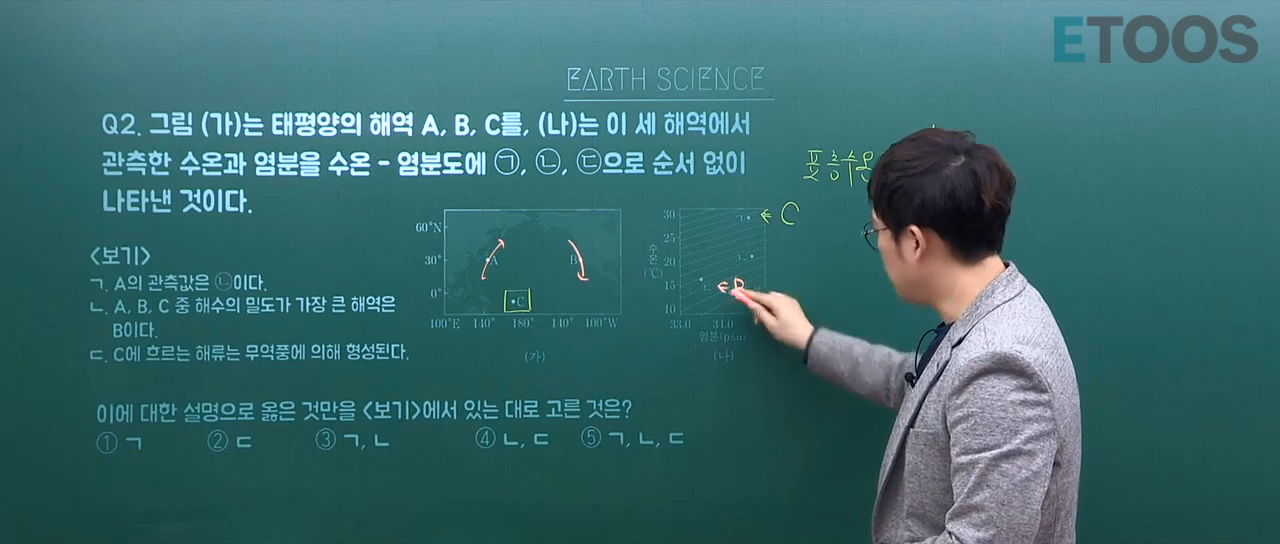 ETOOS
EARTH SCIENCE
Q2. 그림 (가)는 태평양의 해역 A, B, C를, (나)는 이 세 해역에서
관측한 수온과 염분을 수온 - 염분도에 ㉠, ㉡, ㉢으로 순서 없이
나타낸 것이다.
표층수온
<보기>
ㄱ. A의 관측값은 ㉡이다.
ㄴ. A, B, C 중 해수의 밀도가 가장 큰 해역은
B이다.
ㄷ. C에 흐르는 해류는 무역풍에 의해 형성된다.
60°N
30°
0°
A
B
C
100°E 140° 180° 140° 100°W
(가)
수온(℃)
30
25
20
15
10
C
B
33.0 34.0
염분(psu)
(나)
이에 대한 설명으로 옳은 것만을 <보기>에서 있는 대로 고른 것은?
① ㄱ ② ㄷ ③ ㄱ, ㄴ ④ ㄴ, ㄷ ⑤ ㄱ, ㄴ, ㄷ